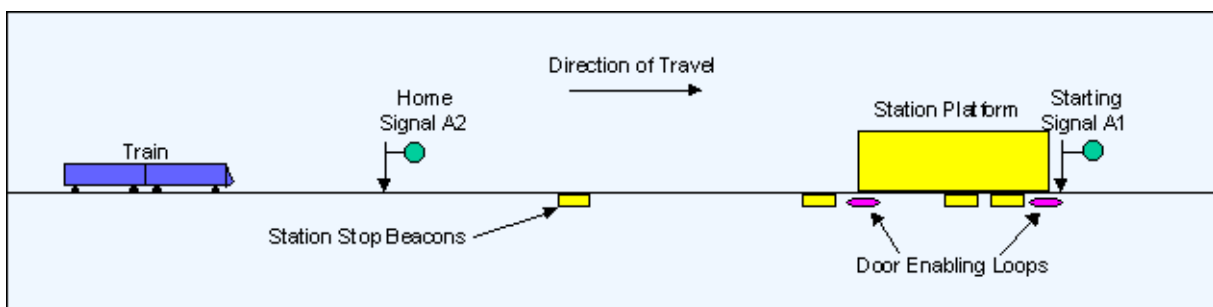 Direction of Travel
Home
Signal A2
Station Platform
Starting
Signal A1
Train
Station Stop Beacons
Door Enabling Loops